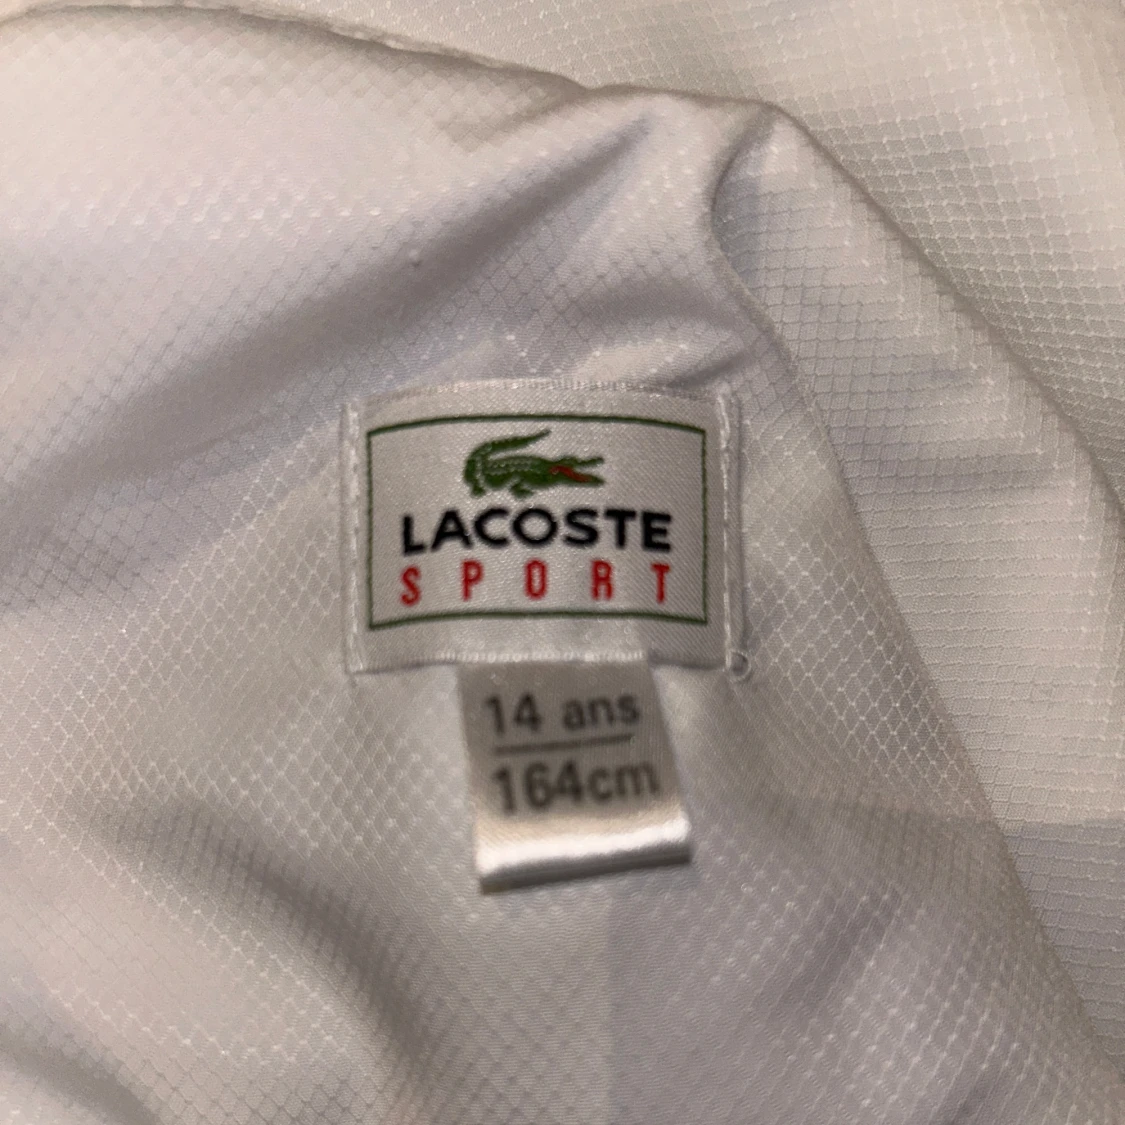 LACOSTE
SPORT
14 ans
164cm